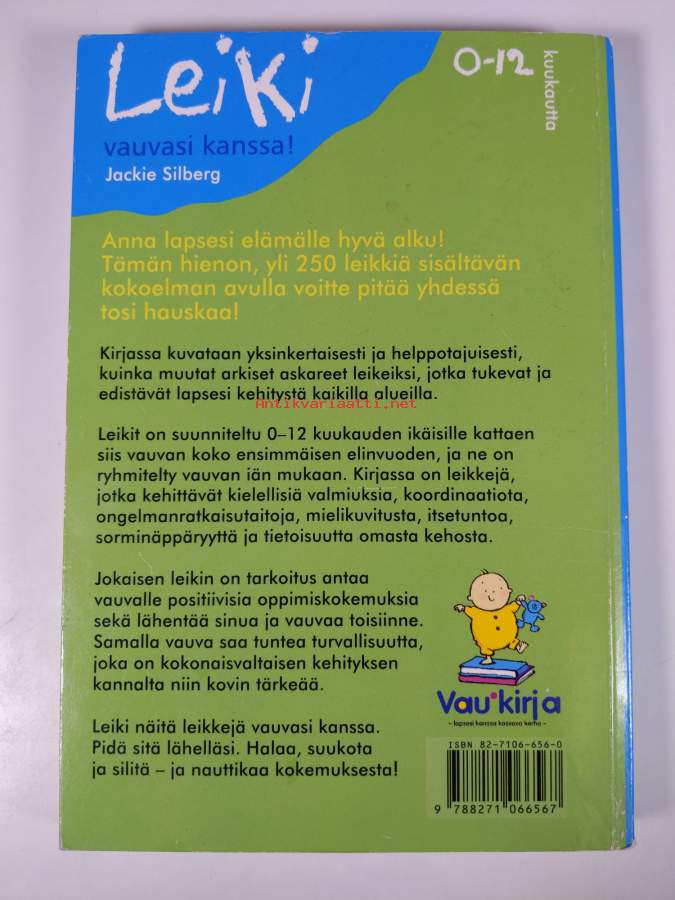 Leiki
0-12
kuukautta
vauvasi kanssa!
Jackie Silberg
Anna lapsesi elämälle hyvä alku!
Tämän hienon, yli 250 leikkiä sisältävän
kokoelman avulla voitte pitää yhdessä
tosi hauskaa!
Kirjassa kuvataan yksinkertaisesti ja helppotajuisesti,
kuinka muutat arkiset askareet leikeiksi, jotka tukevat ja
edistävät lapsesi kehitystä kaikilla alueilla.
Antikvariaatti.net
Leikit on suunniteltu 0–12 kuukauden ikäisille kattaen
siis vauvan koko ensimmäisen elinvuoden, ja ne on
ryhmitelty vauvan iän mukaan. Kirjassa on leikkejä,
jotka kehittävät kielellisiä valmiuksia, koordinaatiota,
ongelmanratkaisutaitoja, mielikuvitusta, itsetuntoa,
sorminäppäryyttä ja tietoisuutta omasta kehosta.
Jokaisen leikin on tarkoitus antaa
vauvalle positiivisia oppimiskokemuksia
sekä lähentää sinua ja vauvaa toisiinne.
Samalla vauva saa tuntea turvallisuutta,
joka on kokonaisvaltaisen kehityksen
kannalta niin kovin tärkeää.
Leiki näitä leikkejä vauvasi kanssa.
Pidä sitä lähelläsi. Halaa, suukota
ja silitä – ja nauttikaa kokemuksesta!
Vau•kirja
– lapsesi kanssa kasvava kerho –
ISBN 82-7106-656-0
9 788271 066567